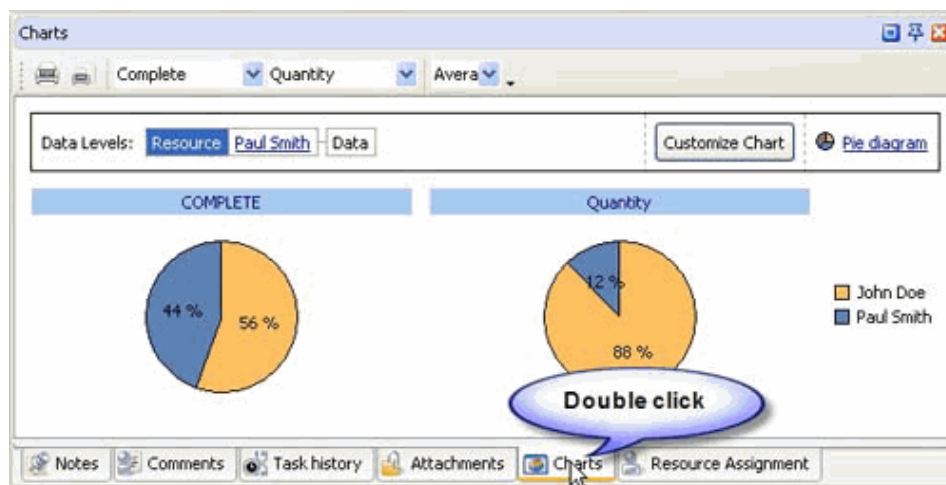 Charts
Complete Quantity Avera
Data Levels: Resource Paul Smith Data Customize Chart Pie diagram
COMPLETE Quantity
44 % 56 %
12 %
88 %
John Doe
Paul Smith
Double click
Notes Comments Task history Attachments Charts Resource Assignment